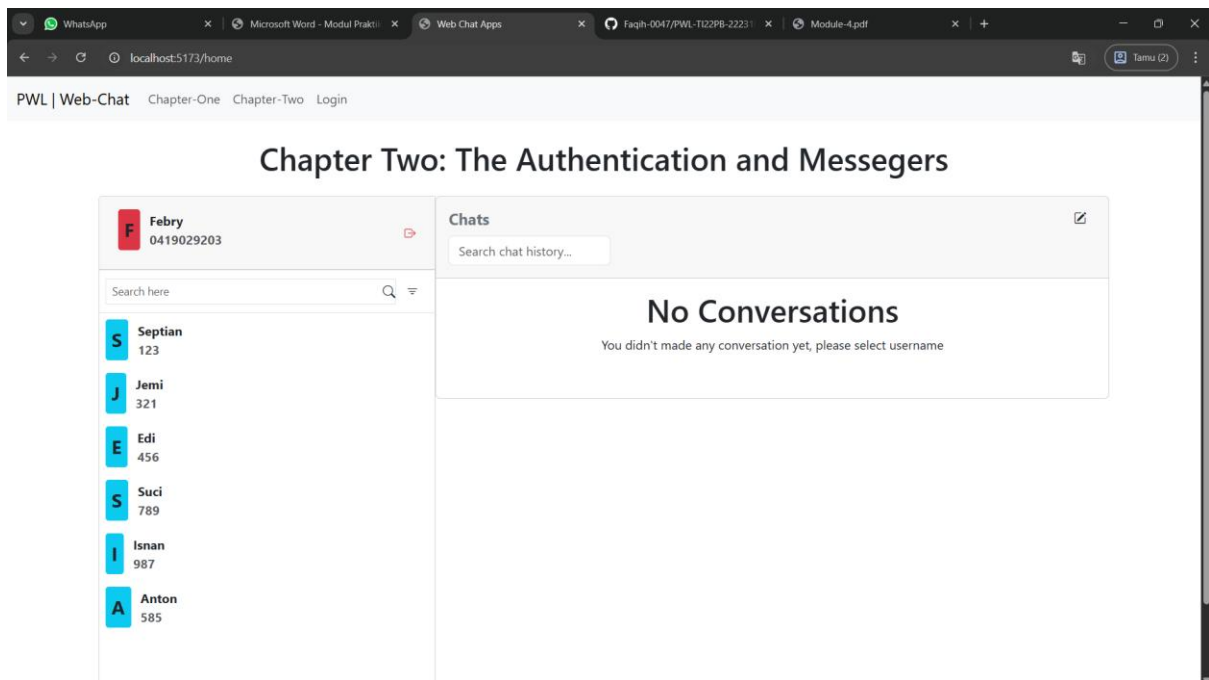 WhatsApp
Microsoft Word - Modul Prakti
Web Chat Apps
Faqih-0047/PWL-TI22PB-2223
Module-4.pdf
localhost:5173/home
Tamu (2)
PWL | Web-Chat Chapter-One Chapter-Two Login
Chapter Two: The Authentication and Messegers
F
Febry
0419029203
Chats
Search chat history...
Search here
S
Septian
123
J
Jemi
321
E
Edi
456
S
Suci
789
I
Isnan
987
A
Anton
585
No Conversations
You didn't made any conversation yet, please select username